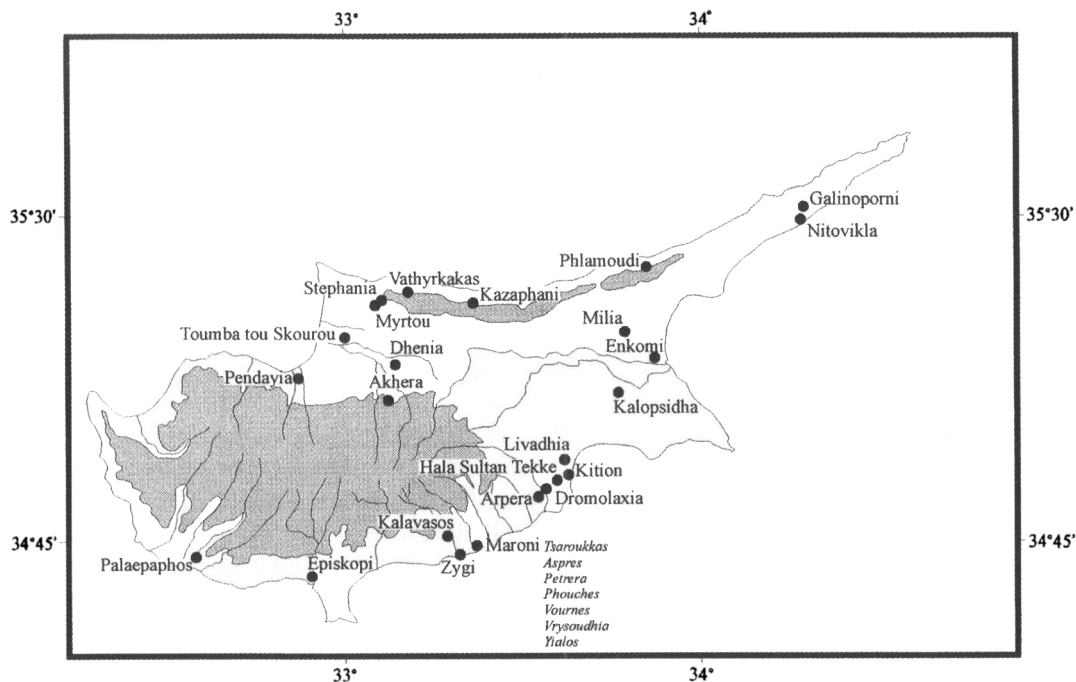 33° 34°
35°30' 35°30'
Galinoporni
Nitovikla
Phlamoudi
Vathyrkakas
Stephania
Kazaphani
Myrtou
Milia
Toumba tou Skourou
Enkomi
Dhenia
Pendayia
Akhera
Kalopsidha
Livadhia
Hala Sultan Tekke
Kition
Arpera
Dromolaxia
Kalavasos
34°45' 34°45'
Maroni
Tsaroukkas
Zygi
Aspres
Palaepaphos
Episkopi
Petrera
Phouches
Vournes
Vrysoudhia
Yialos
33° 34°